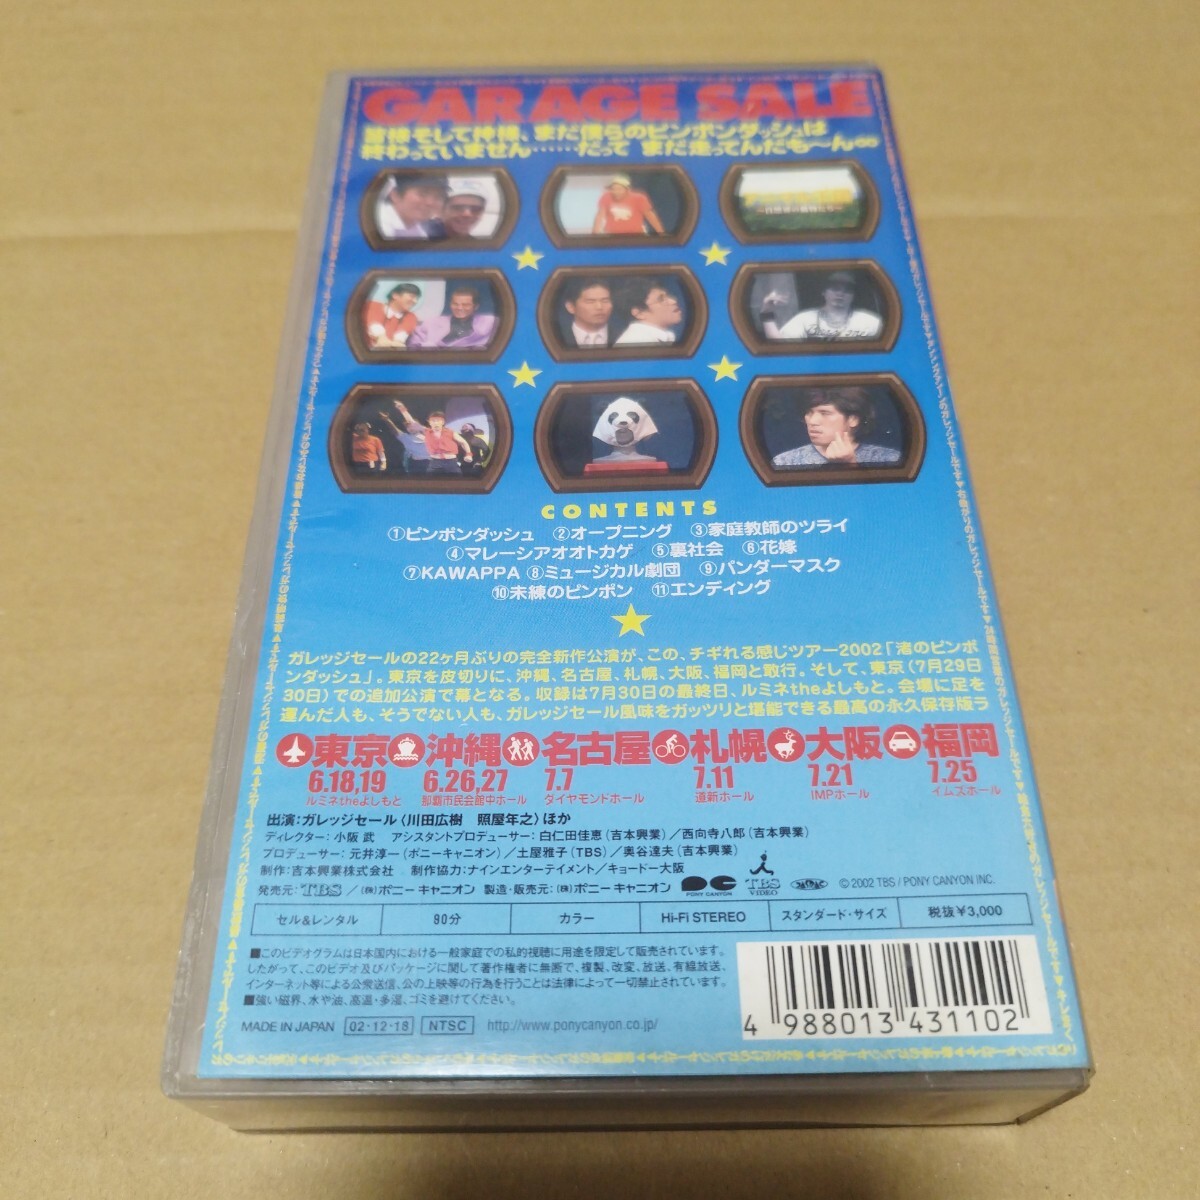 GARAGE SALE
皆様そして神様、まだ僕らのピンポンダッシュは
終わっていません……だって まだ走ってんだも〜ん∞
CONTENTS
①ピンポンダッシュ ②オープニング ③家庭教師のツライ
④マレーシアオオトカゲ ⑤裏社会 ⑥花嫁
⑦KAWAPPA ⑧ミュージカル劇団 ⑨パンダーマスク
⑩未練のピンポン ⑪エンディング
ガレッジセールの22ヶ月ぶりの完全新作公演が、この、チギれる感じツアー2002「渚のピンポ
ンダッシュ」。東京を皮切りに、沖縄、名古屋、札幌、大阪、福岡と敢行。そして、東京(7月29日
30日)での追加公演で幕となる。収録は7月30日の最終日、ルミネtheよしもと。会場に足を
運んだ人も、そうでない人も、ガレッジセール風味をガッツリと堪能できる最高の永久保存版ラ
東京 沖縄 名古屋 札幌 大阪 福岡
6.18,19 6.26,27 7.7 7.11 7.21 7.25
ルミネtheよしもと 那覇市民会館中ホール ダイヤモンドホール 道新ホール IMPホール イムズホール
出演:ガレッジセール〈川田広樹 照屋年之〉ほか
ディレクター:小阪 武 アシスタントプロデューサー:白仁田佳恵(吉本興業)/西向寺八郎(吉本興業)
プロデューサー:元井淳一(ポニーキャニオン)/土屋雅子(TBS)/奥谷達夫(吉本興業)
制作:吉本興業株式会社 制作協力:ナインエンターテイメント/キョードー大阪
発売元:TBS/(株)ポニーキャニオン 製造・販売元:(株)ポニーキャニオン PONY CANYON TBS VIDEO JASRAC ©2002 TBS / PONY CANYON INC.
セル&レンタル 90分 カラー Hi-Fi STEREO スタンダード・サイズ 税抜¥3,000
■このビデオグラムは日本国内における一般家庭での私的視聴に用途を限定して販売されています。
したがって、このビデオ及びパッケージに関して著作権者に無断で、複製、改変、放送、有線放送、
インターネット等による公衆送信、公の上映等の行為を行うことは法律によって一切禁止されています。
■強い磁界、水や油、高温・多湿、ゴミを避けてください。
MADE IN JAPAN 02・12・18 NTSC http://www.ponycanyon.co.jp/
4 988013 431102